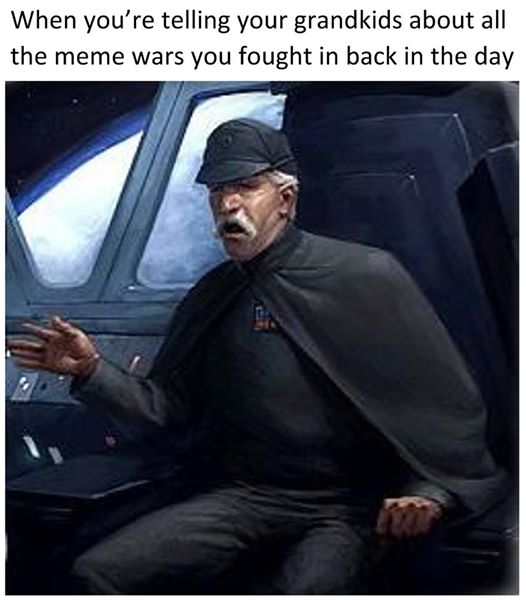 When you’re telling your grandkids about all
the meme wars you fought in back in the day